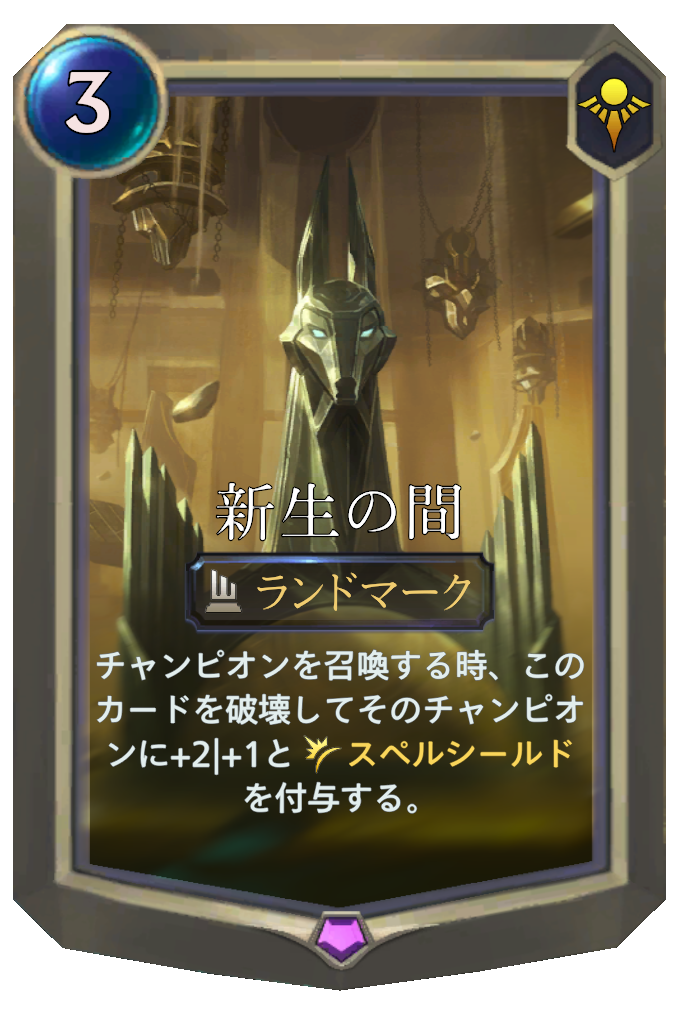 3
新生の間
ランドマーク
チャンピオンを召喚する時、この
カードを破壊してそのチャンピオ
ンに+2|+1と スペルシールド
を付与する。